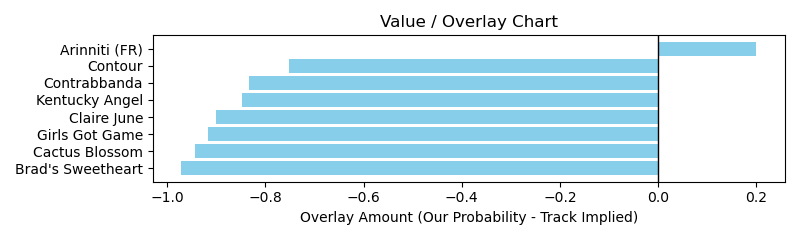 Value / Overlay Chart
Arinniti (FR)
Contour
Contrabbanda
Kentucky Angel
Claire June
Girls Got Game
Cactus Blossom
Brad's Sweetheart
−1.0 −0.8 −0.6 −0.4 −0.2 0.0 0.2
Overlay Amount (Our Probability - Track Implied)